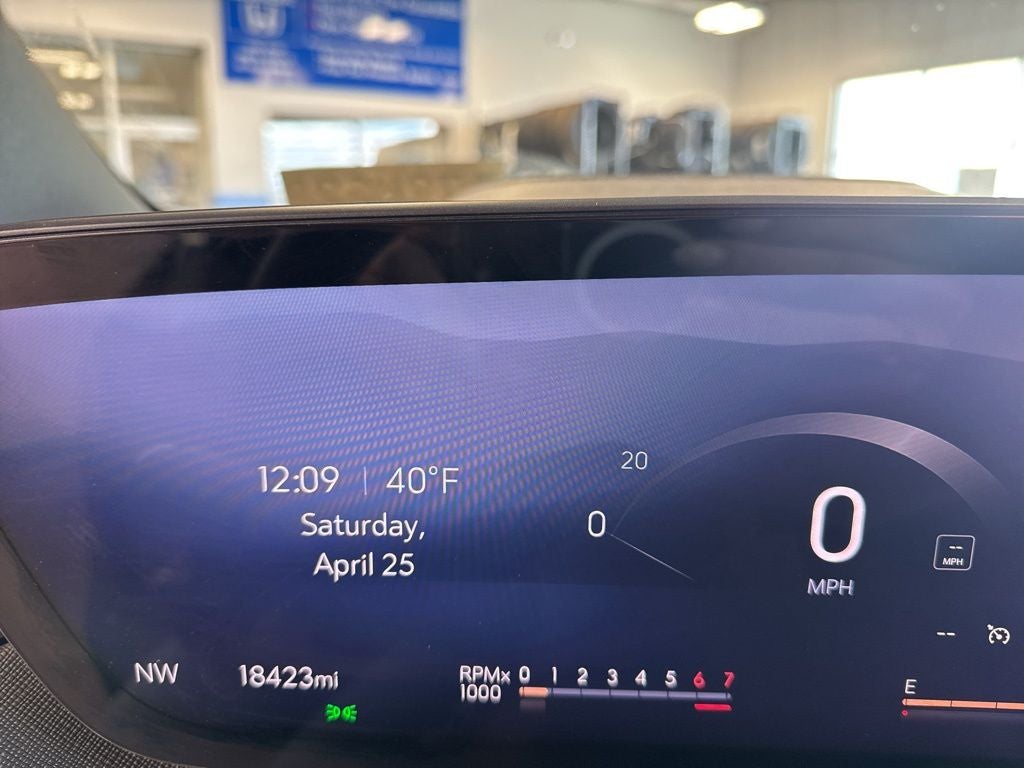 12:09 | 40°F
Saturday,
April 25
20
0
0
MPH
--
MPH
--
NW
18423mi
RPMx
1000
0 1 2 3 4 5 6 7
E